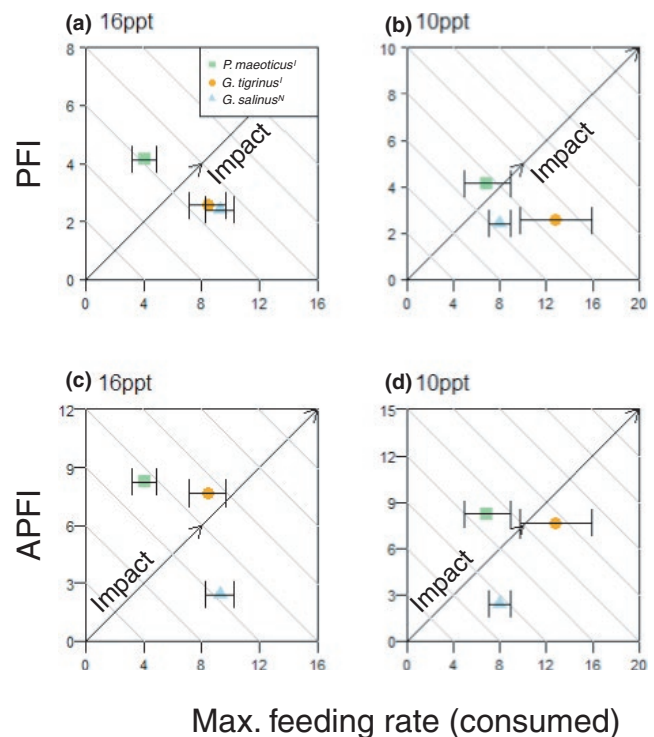 (a) 16ppt
8
6
4
2
0
0 4 8 12 16
P. maeoticusᴵ
G. tigrinusᴵ
G. salinusᴺ
Impact
PFI
(b) 10ppt
10
8
6
4
2
0
0 4 8 12 16 20
Impact
(c) 16ppt
12
9
6
3
0
0 4 8 12 16
Impact
APFI
(d) 10ppt
15
12
9
6
3
0
0 4 8 12 16 20
Impact
Max. feeding rate (consumed)